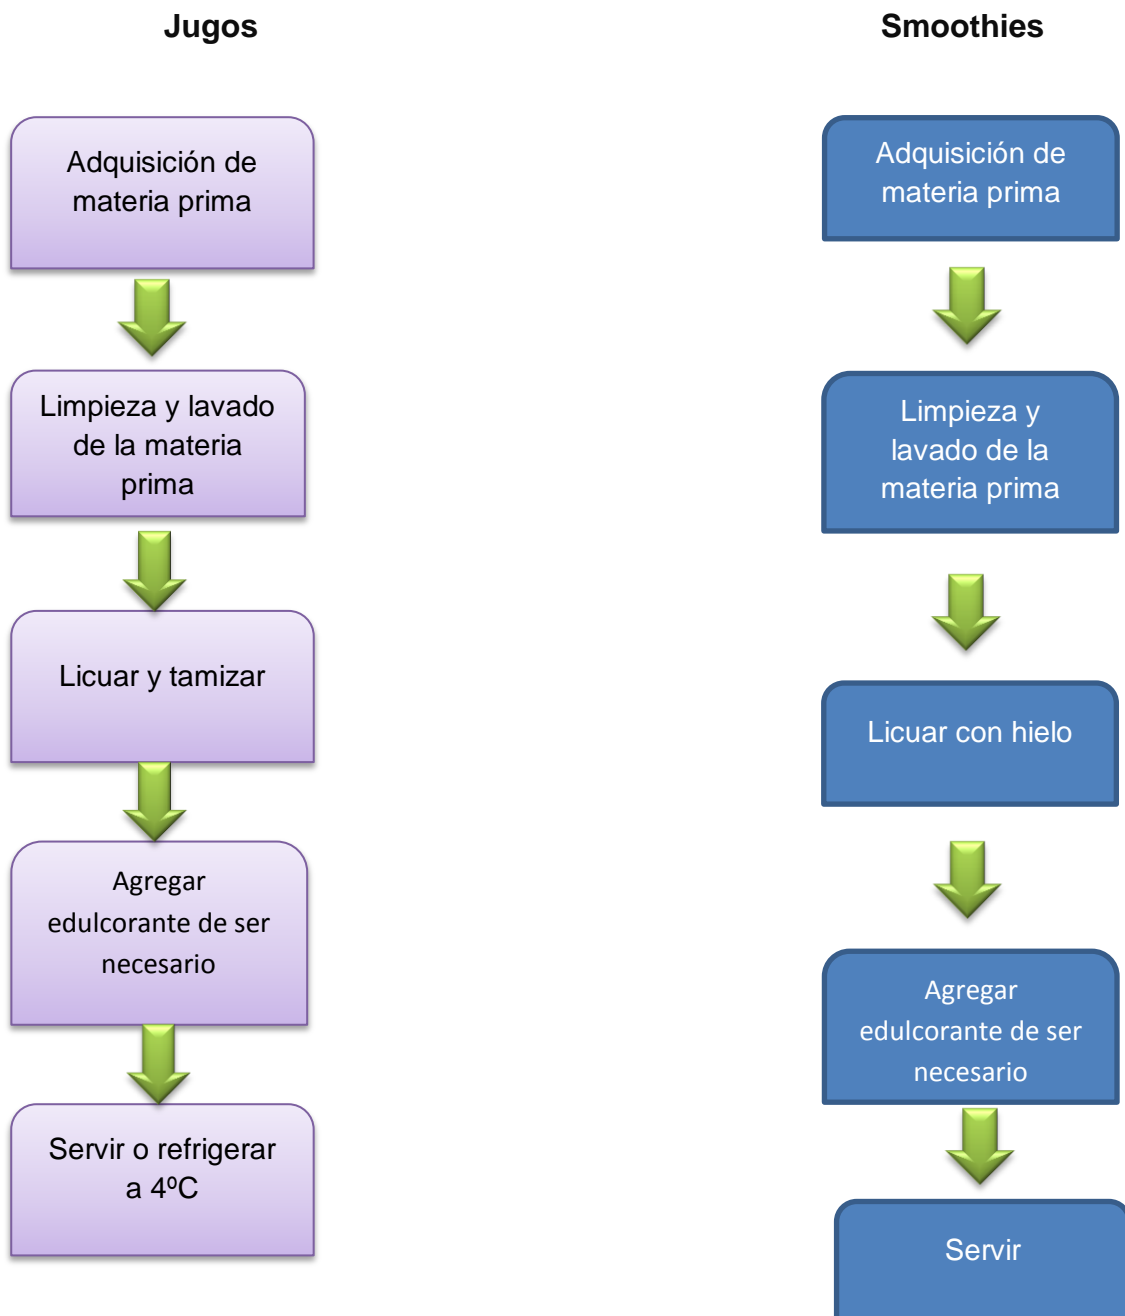 Jugos
Adquisición de
materia prima
Limpieza y lavado
de la materia
prima
Licuar y tamizar
Agregar
edulcorante de ser
necesario
Servir o refrigerar
a 4ºC
Smoothies
Adquisición de
materia prima
Limpieza y
lavado de la
materia prima
Licuar con hielo
Agregar
edulcorante de ser
necesario
Servir